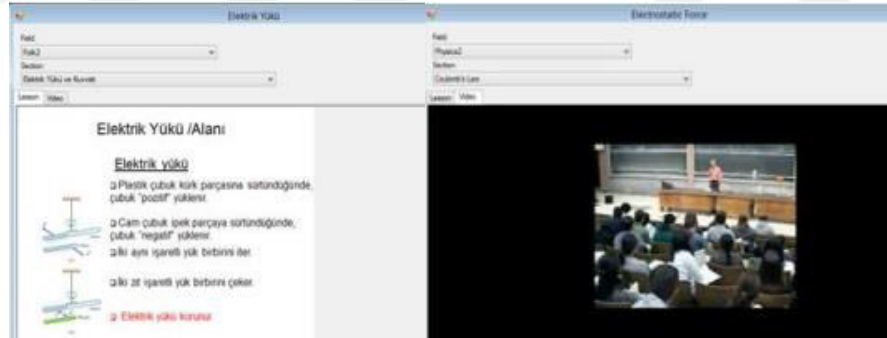 Elektrik Yükü
Field
Fizik2
Section
Elektrik Yükü ve Kuvvet
Lesson Video
Elektrik Yükü /Alanı
Elektrik yükü
Plastik çubuk kürk parçasına sürtündüğünde,
çubuk "pozitif" yüklenir.
Cam çubuk ipek parçaya sürtündüğünde,
çubuk "negatif" yüklenir.
İki aynı işaretli yük birbirini iter.
İki zıt işaretli yük birbirini çeker.
Elektrik yükü korunur.
Electrostatic Force
Field
Physics2
Section
Coulomb's Law
Lesson Video